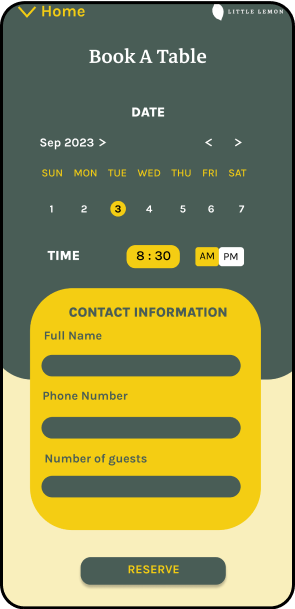 Home
LITTLE LEMON
Book A Table
DATE
Sep 2023 > < >
SUN MON TUE WED THU FRI SAT
1 2 3 4 5 6 7
TIME 8 : 30 AM PM
CONTACT INFORMATION
Full Name
Phone Number
Number of guests
RESERVE